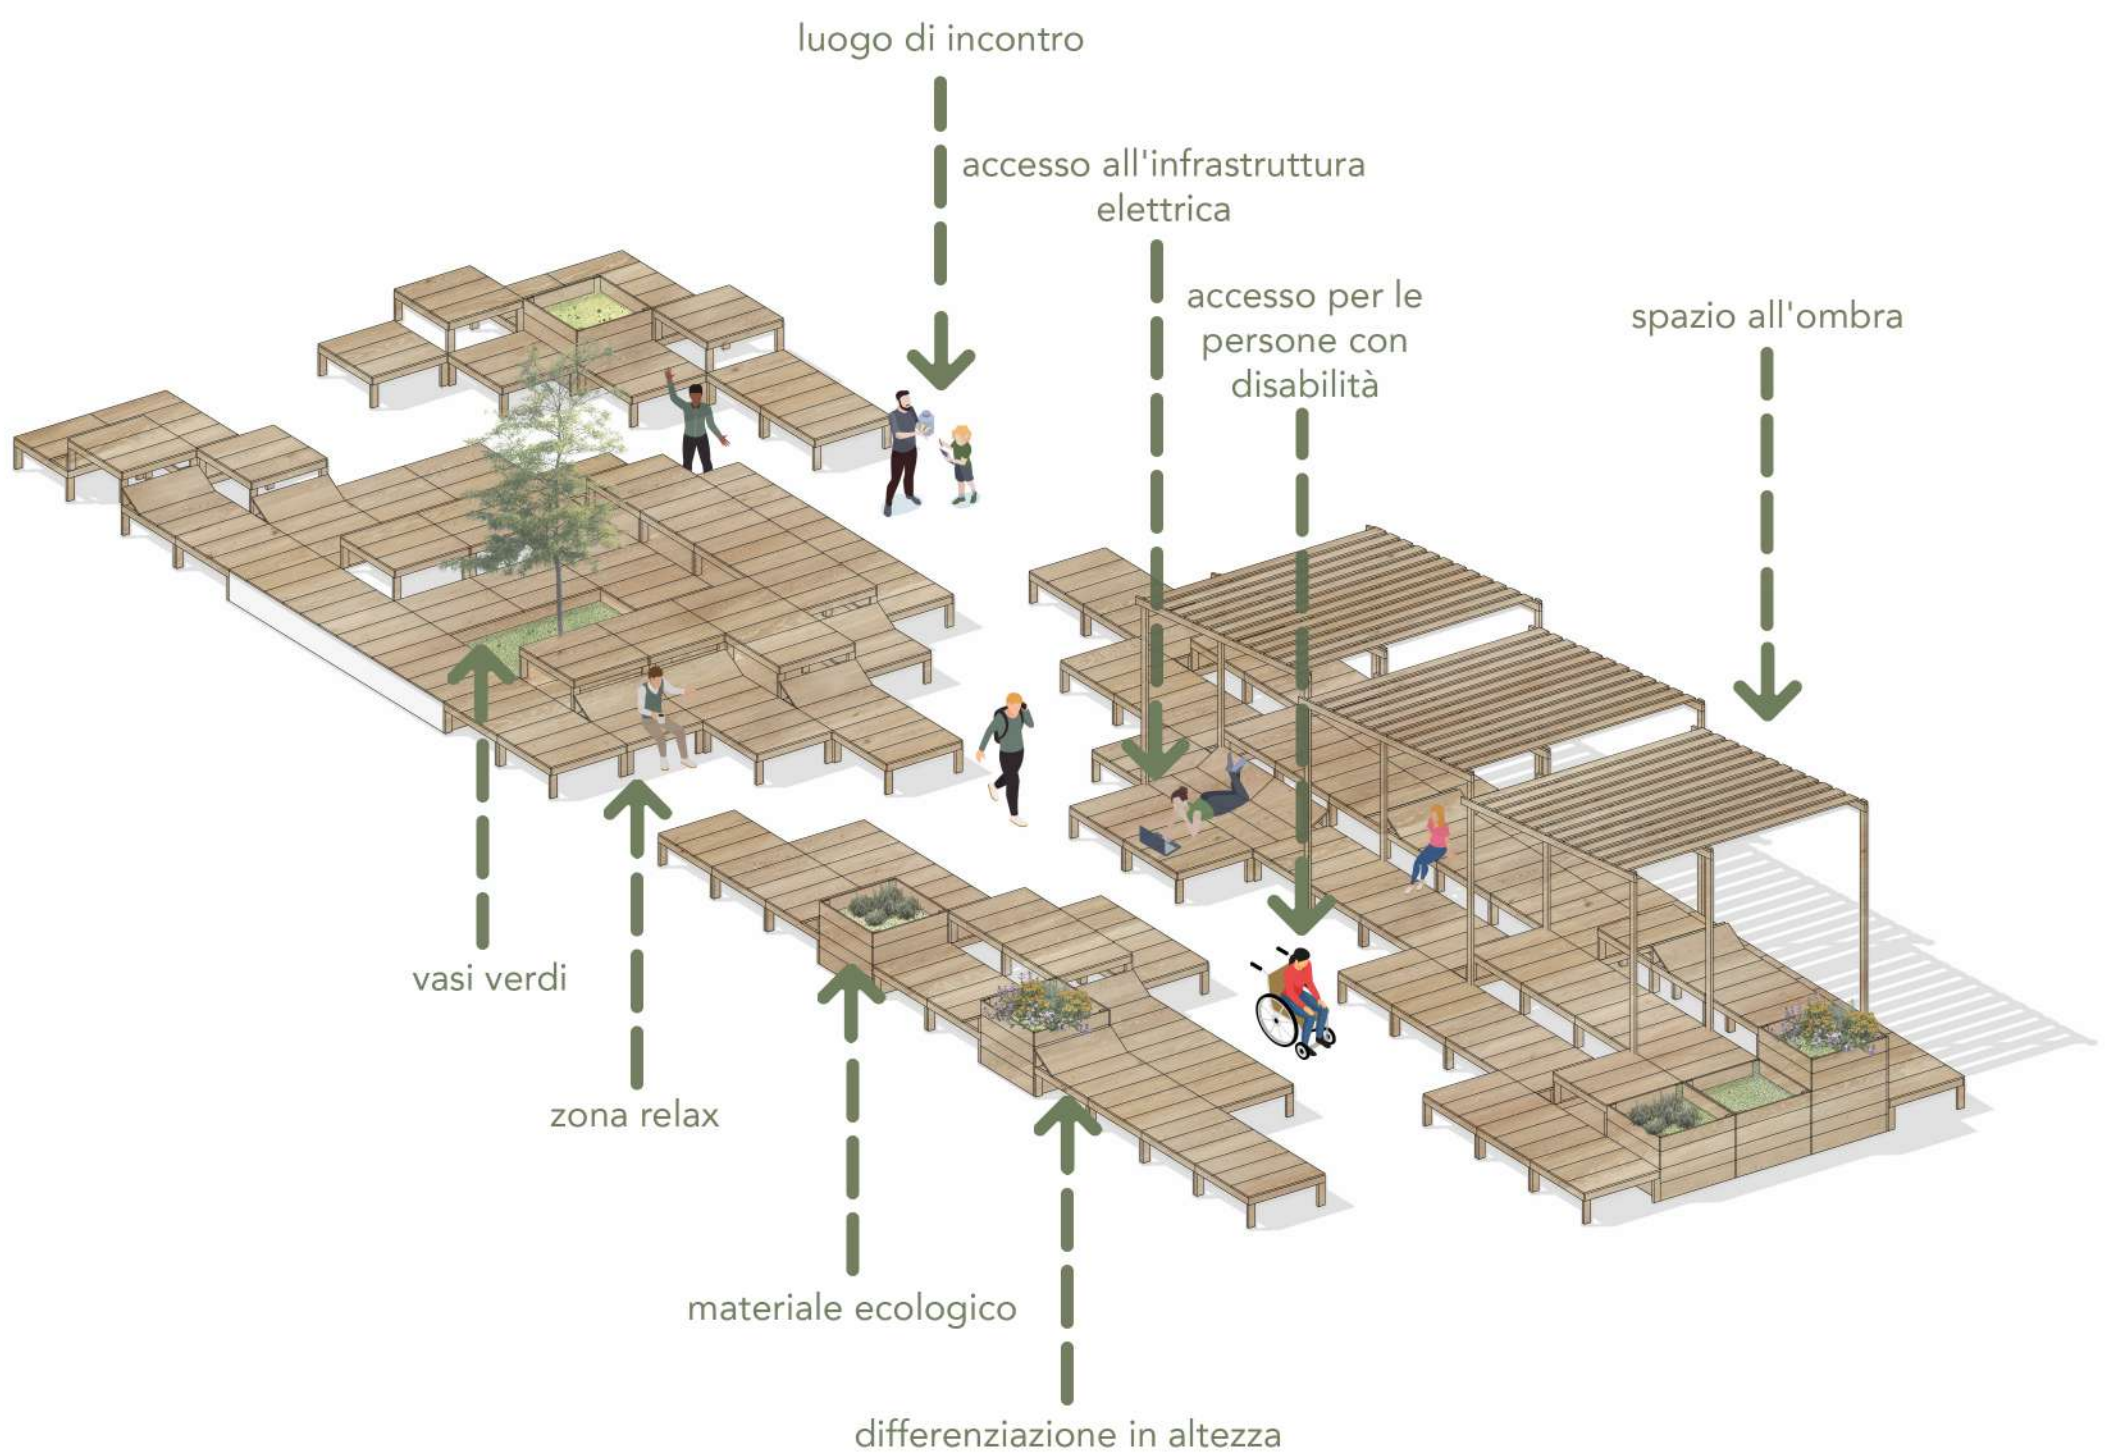 luogo di incontro
accesso all'infrastruttura
elettrica
accesso per le
persone con
disabilità
spazio all'ombra
vasi verdi
zona relax
materiale ecologico
differenziazione in altezza